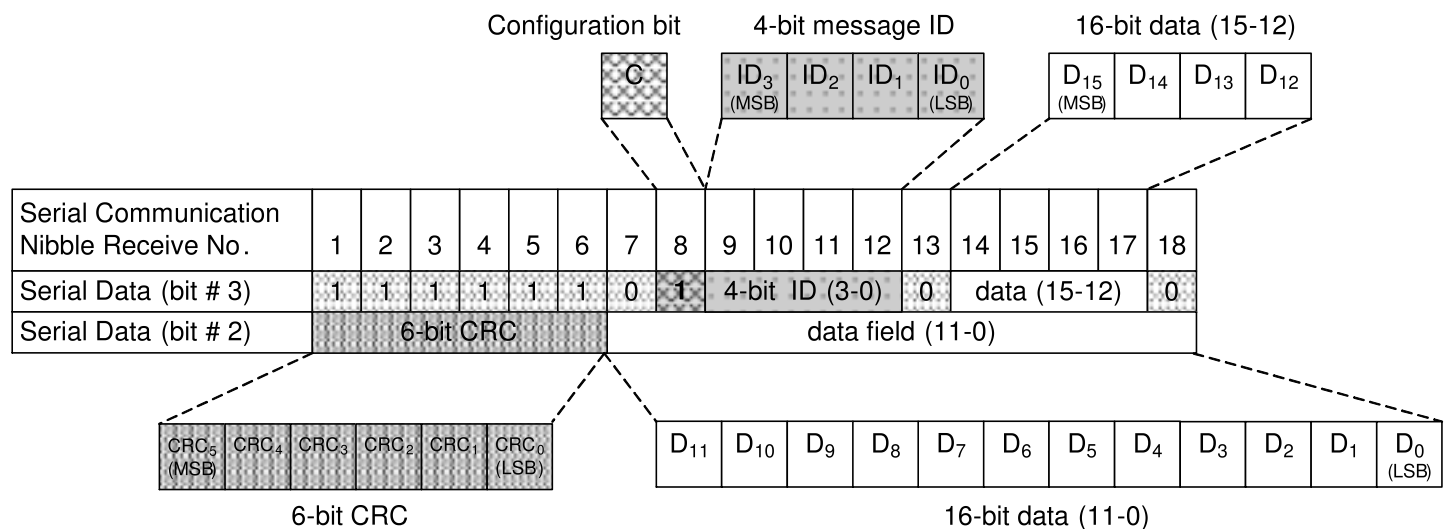 Configuration bit 4-bit message ID 16-bit data (15-12)
C ID3 ID2 ID1 ID0 D15 D14 D13 D12
(MSB) (LSB) (MSB)
Serial Communication
Nibble Receive No. 1 2 3 4 5 6 7 8 9 10 11 12 13 14 15 16 17 18
Serial Data (bit # 3) 1 1 1 1 1 1 0 1 4-bit ID (3-0) 0 data (15-12) 0
Serial Data (bit # 2) 6-bit CRC data field (11-0)
CRC5 CRC4 CRC3 CRC2 CRC1 CRC0 D11 D10 D9 D8 D7 D6 D5 D4 D3 D2 D1 D0
(MSB) (LSB) (LSB)
6-bit CRC 16-bit data (11-0)